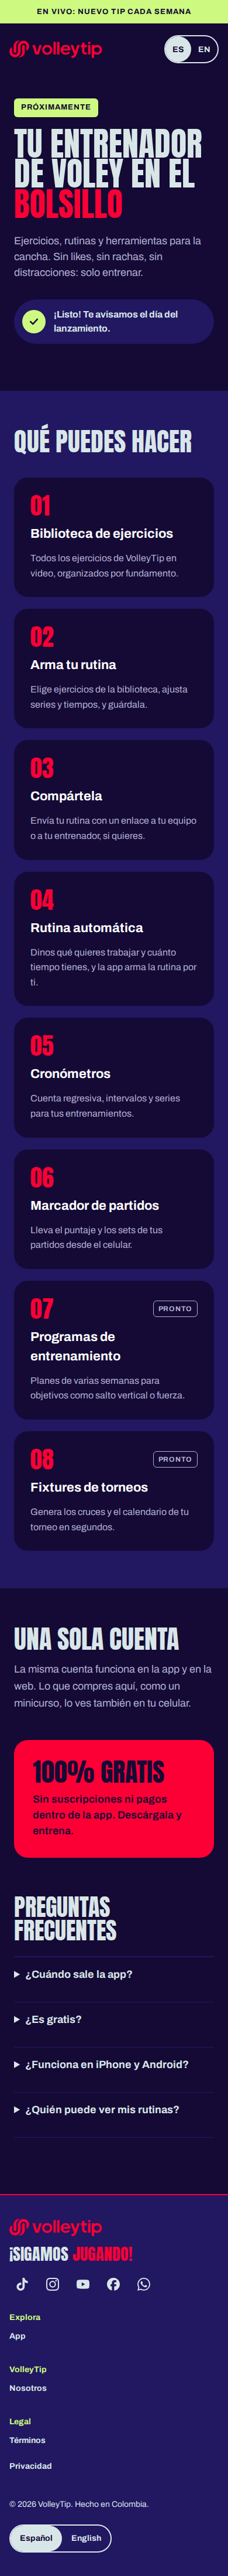 EN VIVO: NUEVO TIP CADA SEMANA
volleytip
ES EN
PRÓXIMAMENTE
TU ENTRENADOR
DE VOLEY EN EL
BOLSILLO
Ejercicios, rutinas y herramientas para la
cancha. Sin likes, sin rachas, sin
distracciones: solo entrenar.
¡Listo! Te avisamos el día del
lanzamiento.
QUÉ PUEDES HACER
01
Biblioteca de ejercicios
Todos los ejercicios de VolleyTip en
video, organizados por fundamento.
02
Arma tu rutina
Elige ejercicios de la biblioteca, ajusta
series y tiempos, y guárdala.
03
Compártela
Envía tu rutina con un enlace a tu equipo
o a tu entrenador, si quieres.
04
Rutina automática
Dinos qué quieres trabajar y cuánto
tiempo tienes, y la app arma la rutina por
ti.
05
Cronómetros
Cuenta regresiva, intervalos y series
para tus entrenamientos.
06
Marcador de partidos
Lleva el puntaje y los sets de tus
partidos desde el celular.
07
PRONTO
Programas de
entrenamiento
Planes de varias semanas para
objetivos como salto vertical o fuerza.
08
PRONTO
Fixtures de torneos
Genera los cruces y el calendario de tu
torneo en segundos.
UNA SOLA CUENTA
La misma cuenta funciona en la app y en la
web. Lo que compres aquí, como un
minicurso, lo ves también en tu celular.
100% GRATIS
Sin suscripciones ni pagos
dentro de la app. Descárgala y
entrena.
PREGUNTAS
FRECUENTES
¿Cuándo sale la app?
¿Es gratis?
¿Funciona en iPhone y Android?
¿Quién puede ver mis rutinas?
volleytip
¡SIGAMOS JUGANDO!
Explora
App
VolleyTip
Nosotros
Legal
Términos
Privacidad
© 2026 VolleyTip. Hecho en Colombia.
Español English